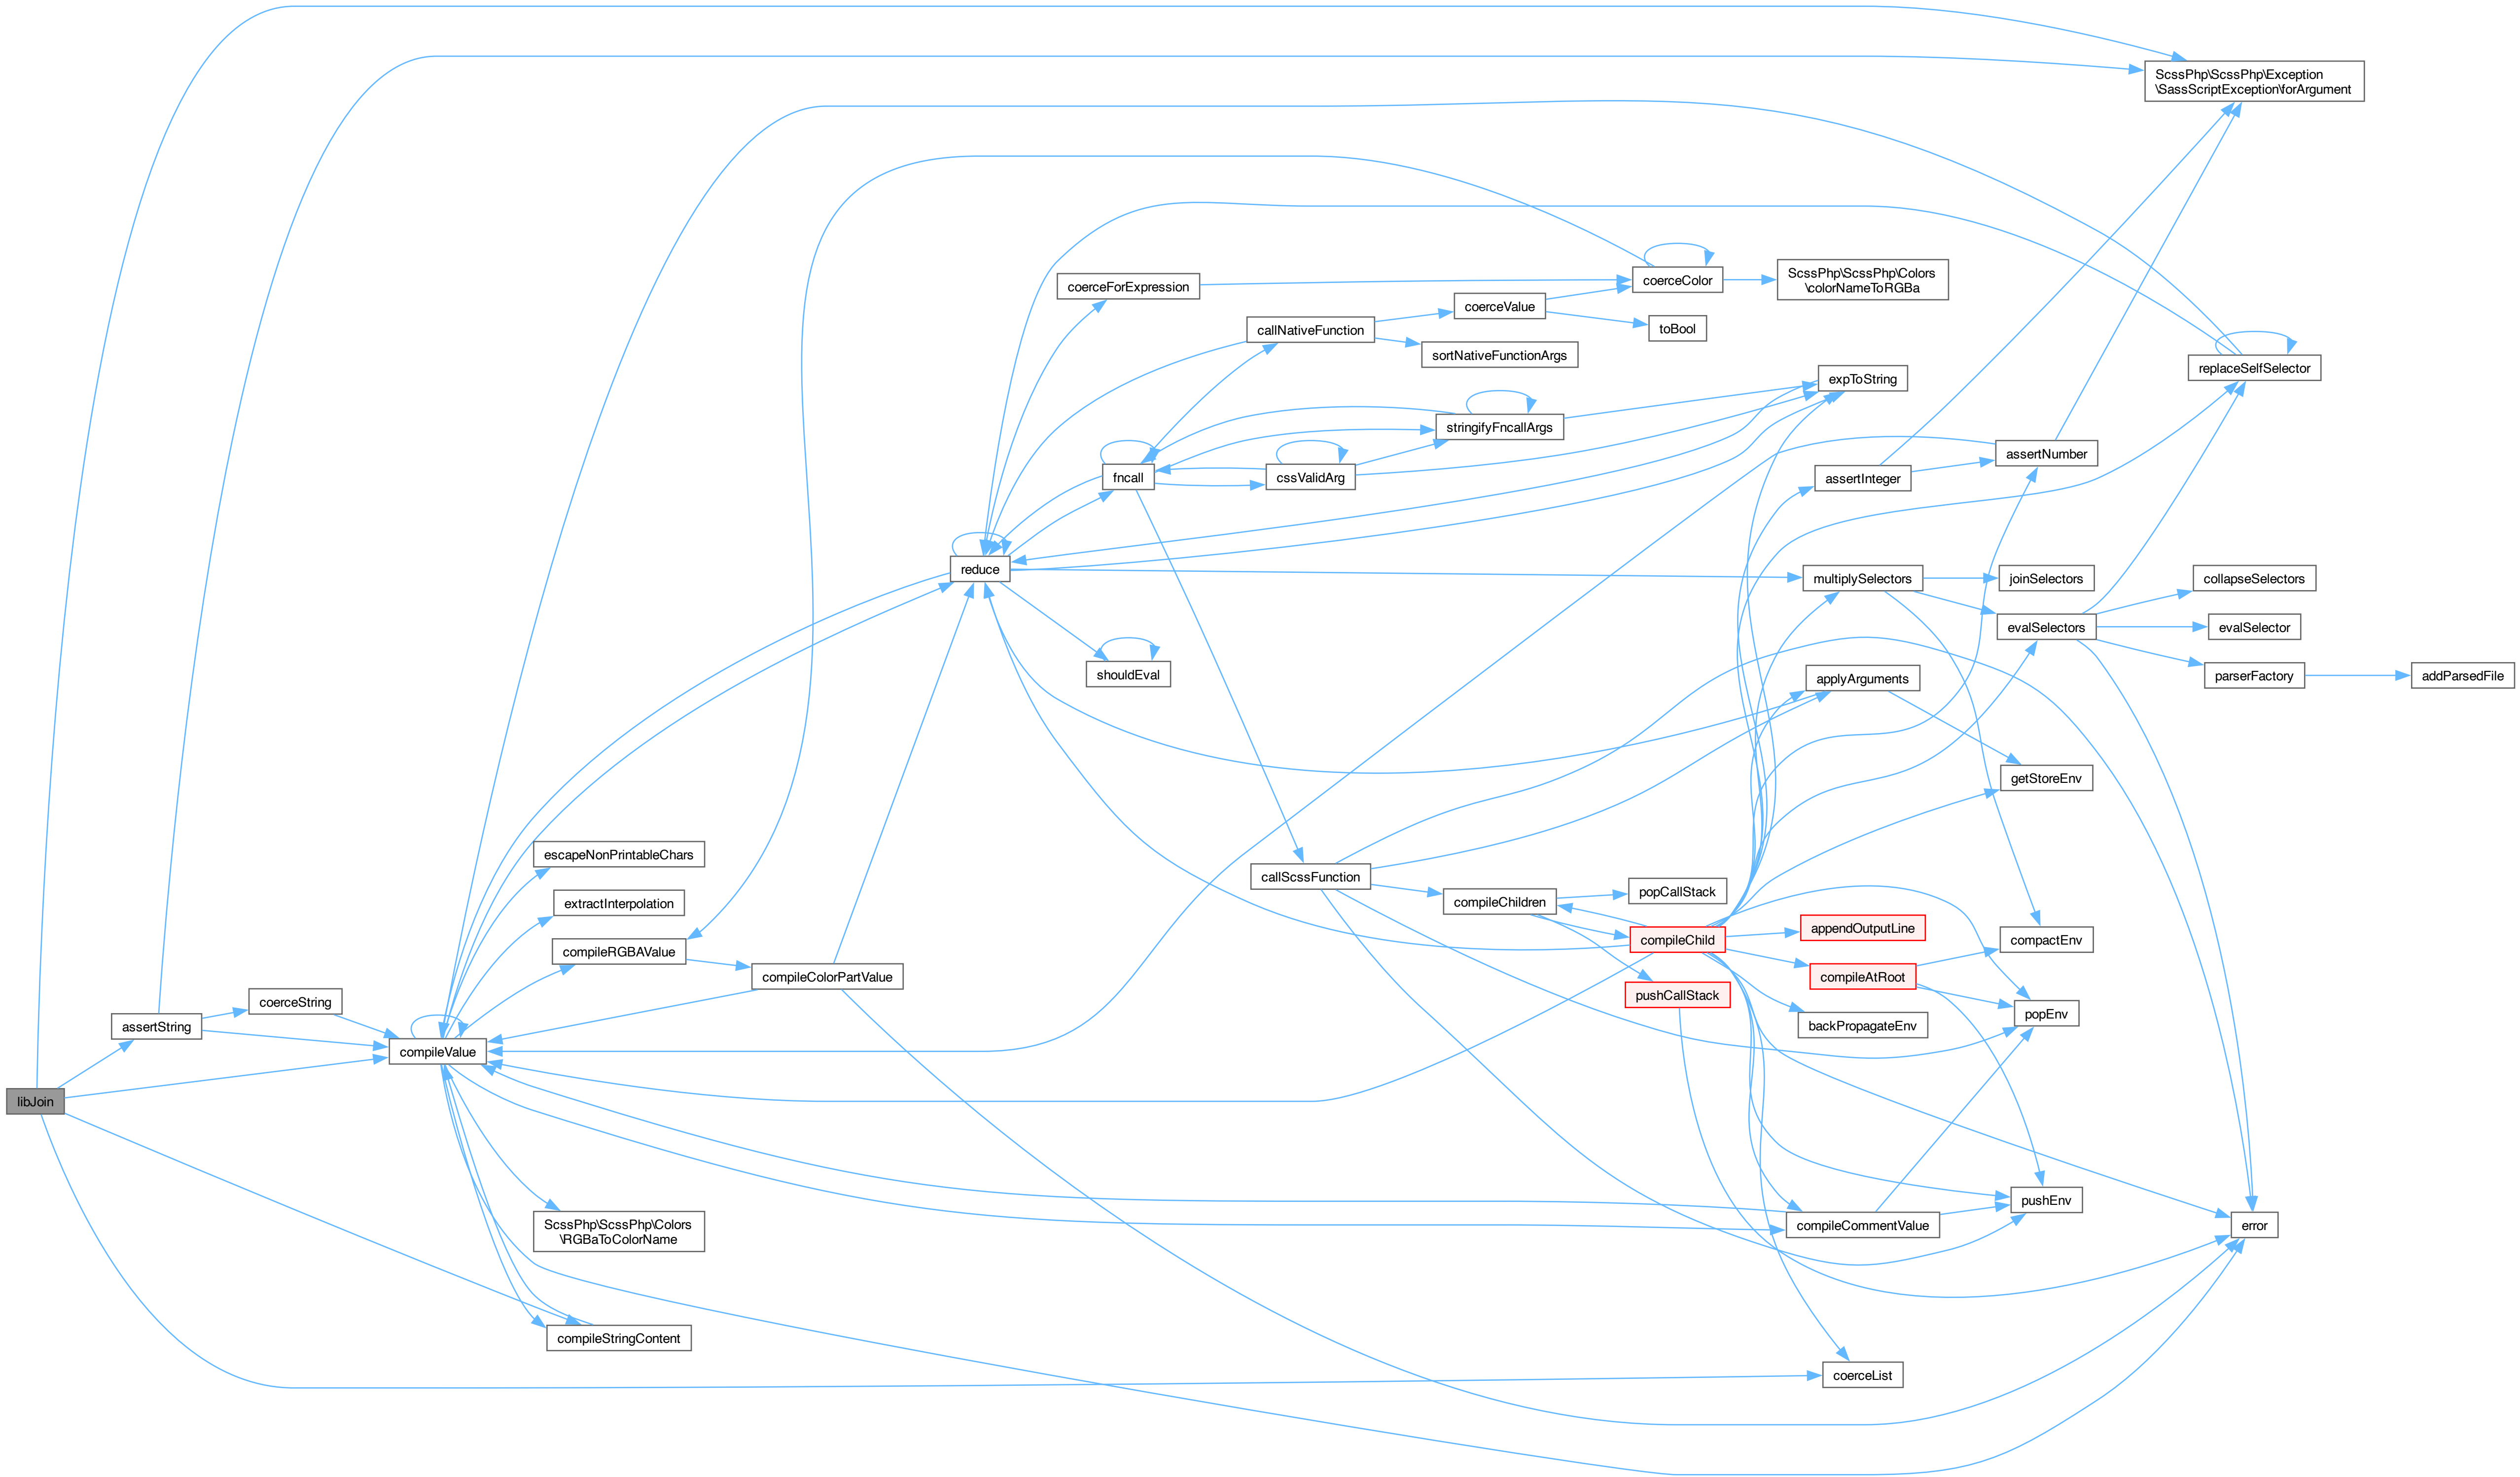 ScssPhp\ScssPhp\Exception
\SassScriptException\forArgument
coerceForExpression
coerceColor
ScssPhp\ScssPhp\Colors
\colorNameToRGBa
coerceValue
callNativeFunction
toBool
sortNativeFunctionArgs
expToString
replaceSelfSelector
stringifyFncallArgs
assertNumber
fncall
cssValidArg
assertInteger
reduce
multiplySelectors
joinSelectors
collapseSelectors
evalSelectors
evalSelector
shouldEval
applyArguments
parserFactory
addParsedFile
getStoreEnv
escapeNonPrintableChars
callScssFunction
extractInterpolation
compileChildren
popCallStack
compileRGBAValue
compileChild
appendOutputLine
compactEnv
compileColorPartValue
compileAtRoot
pushCallStack
coerceString
assertString
popEnv
backPropagateEnv
compileValue
libJoin
pushEnv
ScssPhp\ScssPhp\Colors
\RGBaToColorName
compileCommentValue
error
compileStringContent
coerceList